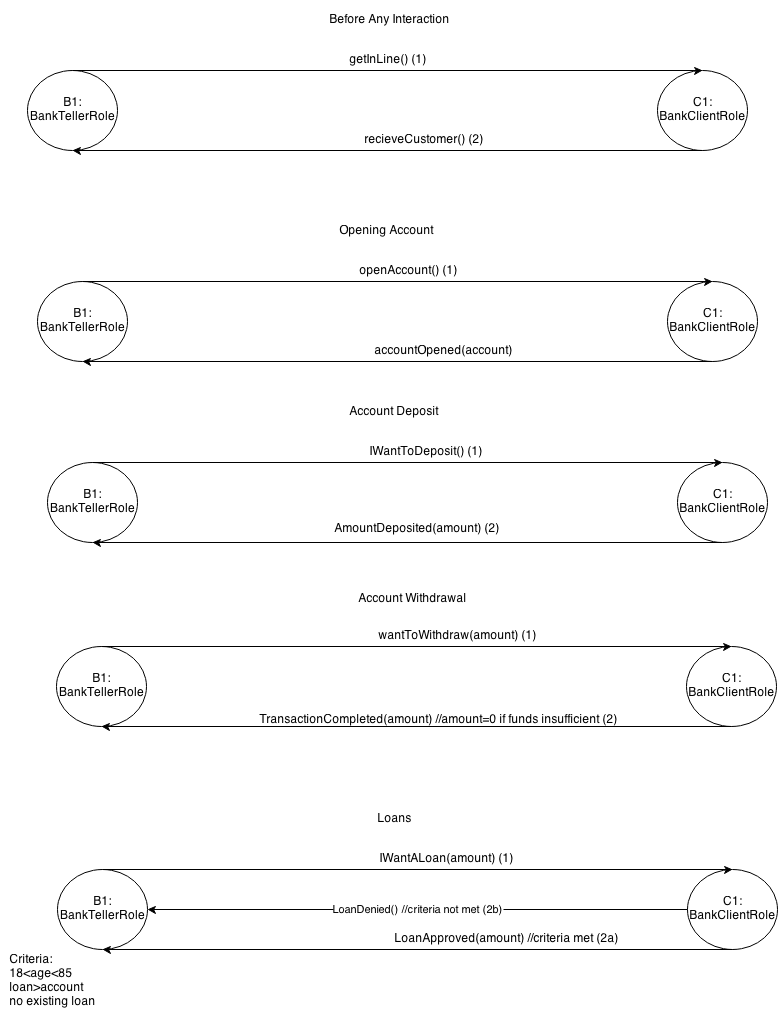 Before Any Interaction
getInLine() (1)
B1:
BankTellerRole
C1:
BankClientRole
recieveCustomer() (2)
Opening Account
openAccount() (1)
B1:
BankTellerRole
C1:
BankClientRole
accountOpened(account)
Account Deposit
IWantToDeposit() (1)
B1:
BankTellerRole
C1:
BankClientRole
AmountDeposited(amount) (2)
Account Withdrawal
wantToWithdraw(amount) (1)
B1:
BankTellerRole
C1:
BankClientRole
TransactionCompleted(amount) //amount=0 if funds insufficient (2)
Loans
IWantALoan(amount) (1)
B1:
BankTellerRole
C1:
BankClientRole
LoanDenied() //criteria not met (2b)
LoanApproved(amount) //criteria met (2a)
Criteria:
18<age<85
loan>account
no existing loan